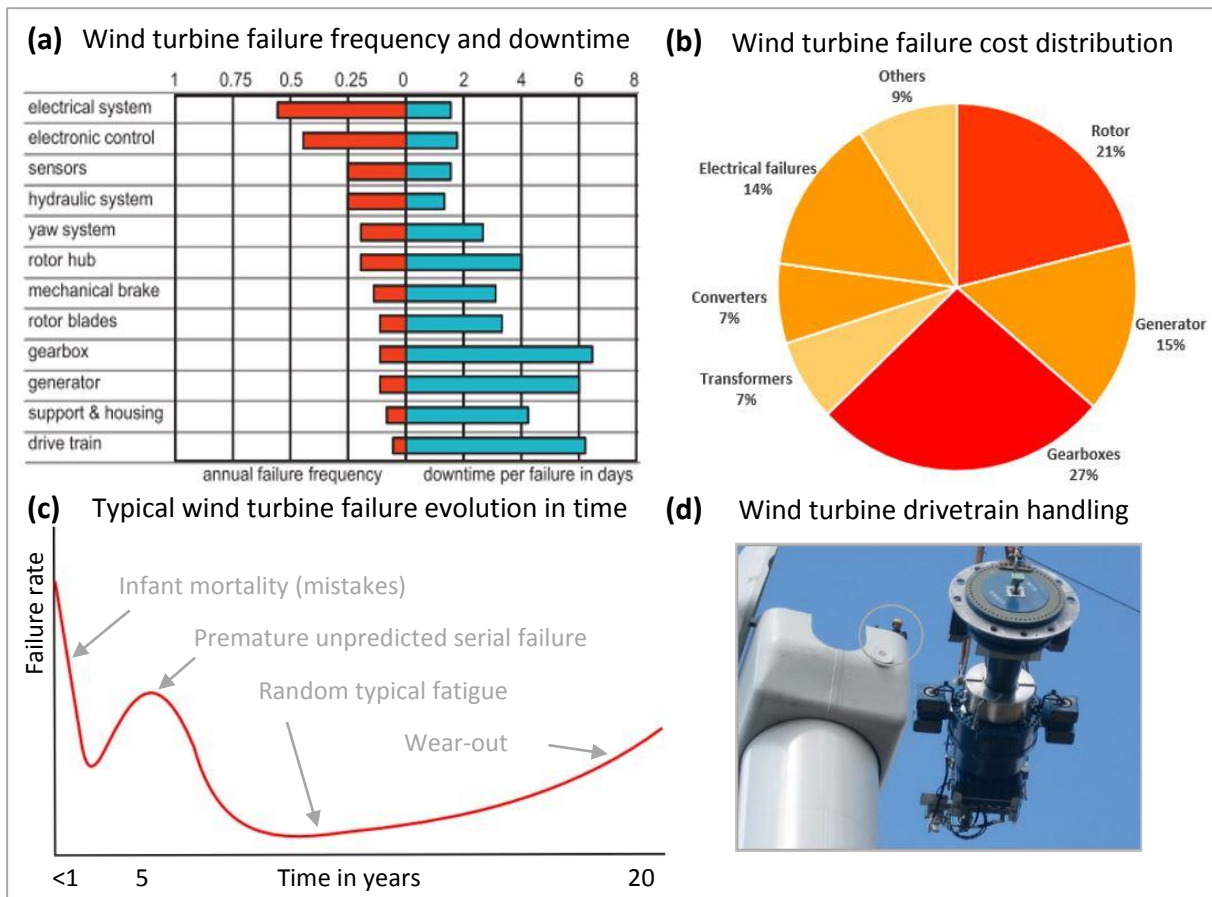 (a) Wind turbine failure frequency and downtime
1 0.75 0.5 0.25 0 2 4 6 8
electrical system
electronic control
sensors
hydraulic system
yaw system
rotor hub
mechanical brake
rotor blades
gearbox
generator
support & housing
drive train
annual failure frequency downtime per failure in days
(b) Wind turbine failure cost distribution
Others
9%
Rotor
21%
Electrical failures
14%
Converters
7%
Generator
15%
Transformers
7%
Gearboxes
27%
(c) Typical wind turbine failure evolution in time
Failure rate
Infant mortality (mistakes)
Premature unpredicted serial failure
Random typical fatigue
Wear-out
<1 5 Time in years 20
(d) Wind turbine drivetrain handling